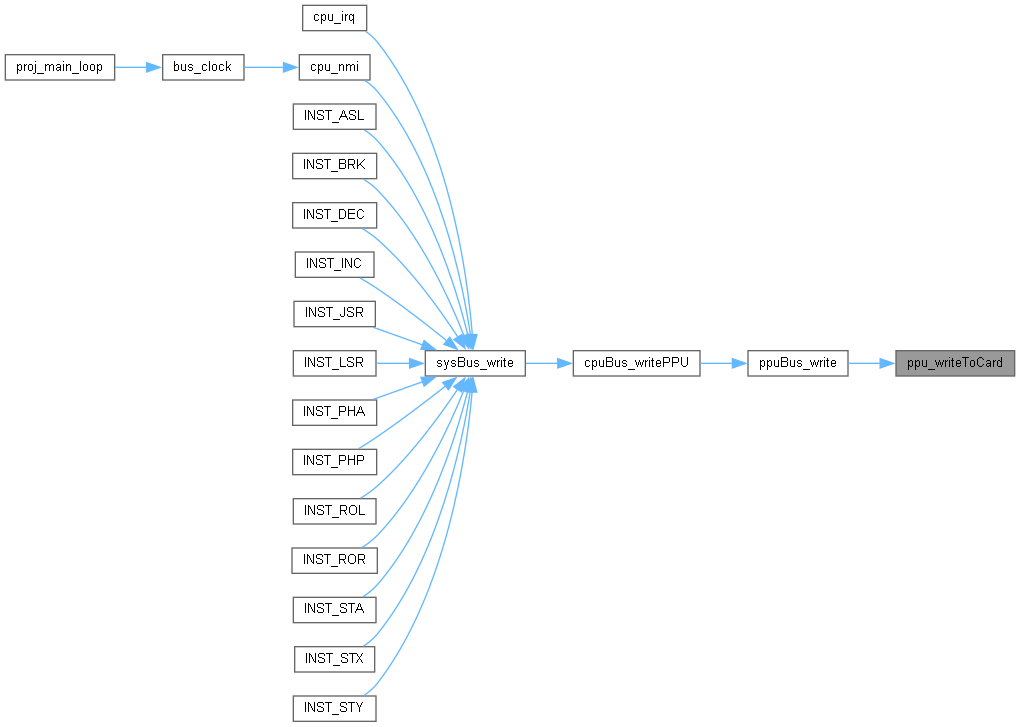 cpu_irq
proj_main_loop
bus_clock
cpu_nmi
INST_ASL
INST_BRK
INST_DEC
INST_INC
INST_JSR
INST_LSR
sysBus_write
cpuBus_writePPU
ppuBus_write
ppu_writeToCard
INST_PHA
INST_PHP
INST_ROL
INST_ROR
INST_STA
INST_STX
INST_STY